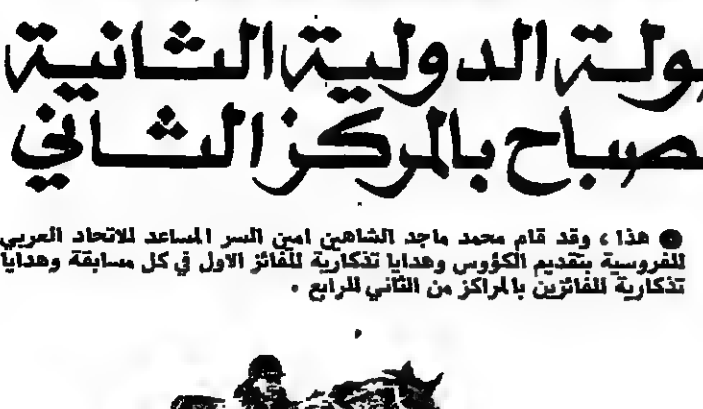 ولة الدولية الثانية
صباح بالمركز الثاني
● هذا ، وقد قام محمد ماجد الشاهين امين السر المساعد للاتحاد العربي
للفروسية بتقديم الكؤوس وهدايا تذكارية للفائز الاول في كل مسابقة وهدايا
تذكارية للفائزين بالمراكز من الثاني للرابع ٠